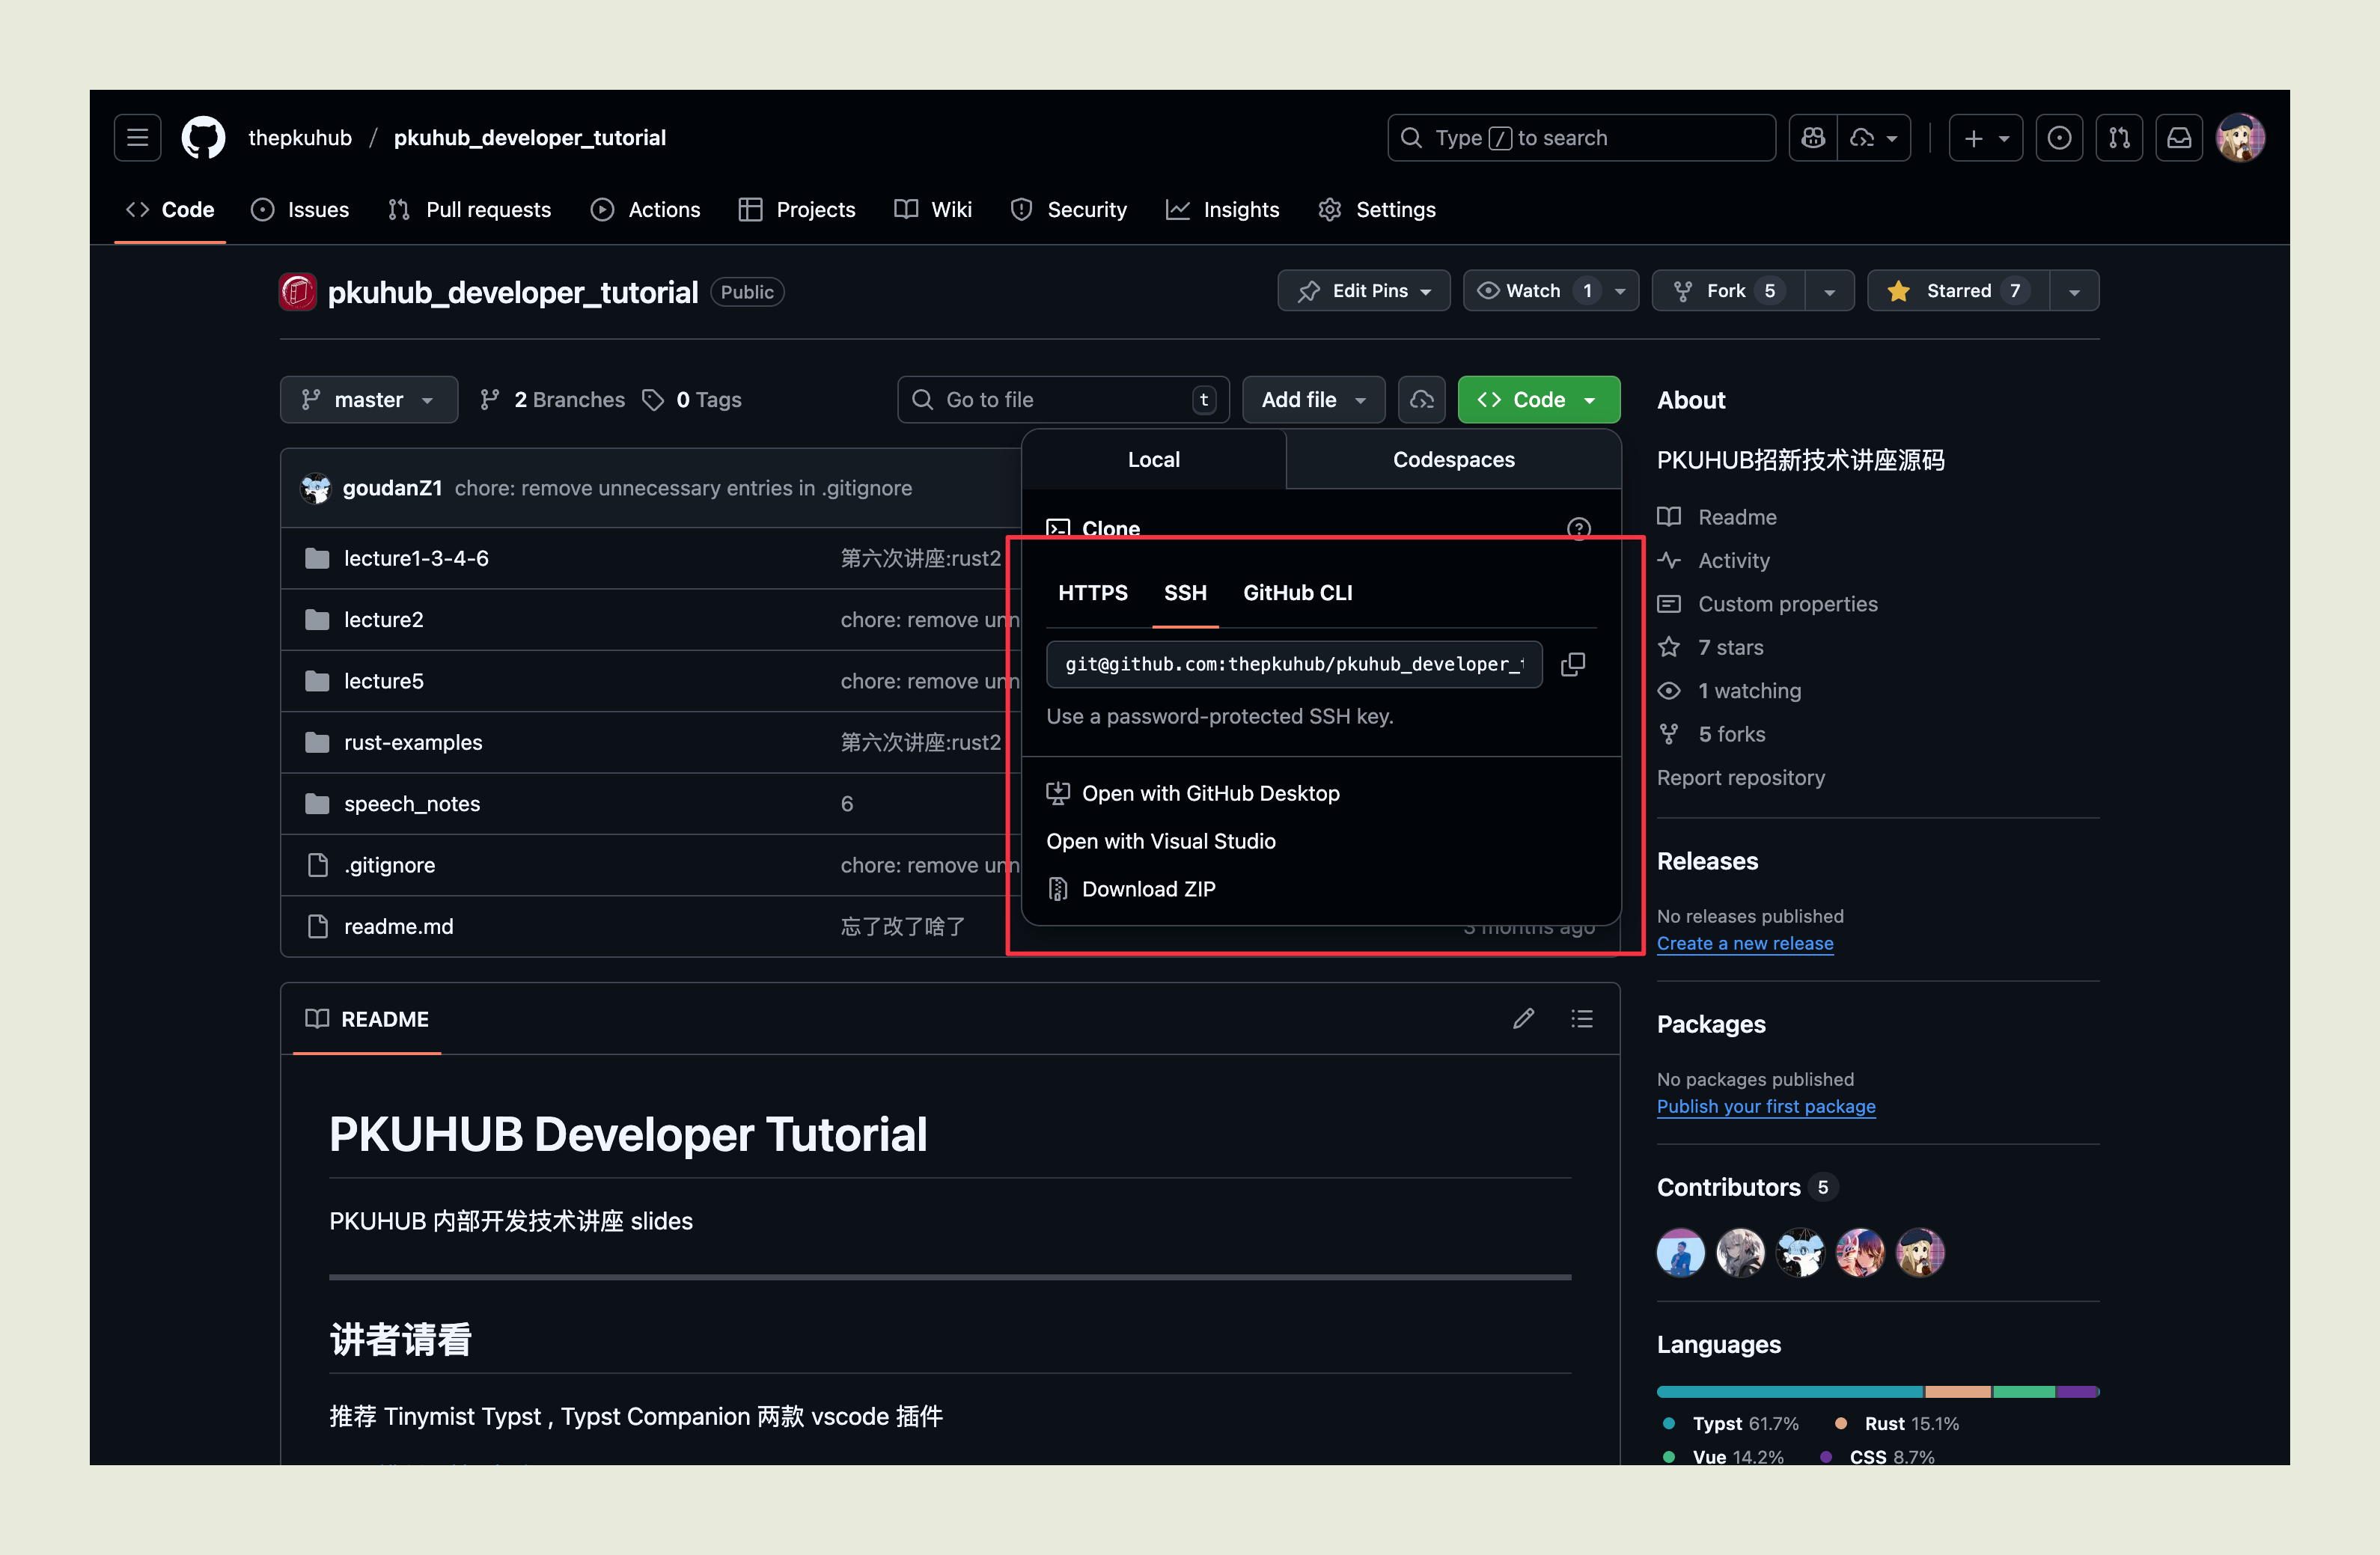 thepkuhub / pkuhub_developer_tutorial
Type / to search
Code Issues Pull requests Actions Projects Wiki Security Insights Settings
pkuhub_developer_tutorial Public
Edit Pins Watch 1 Fork 5 Starred 7
master 2 Branches 0 Tags Go to file t Add file Code
Local Codespaces
goudanZ1 chore: remove unnecessary entries in .gitignore
lecture1-3-4-6 第六次讲座:rust2
lecture2 chore: remove unn
lecture5 chore: remove unn
rust-examples 第六次讲座:rust2
speech_notes 6
.gitignore chore: remove unn
readme.md 忘了改了啥了 3 months ago
Clone
HTTPS SSH GitHub CLI
git@github.com:thepkuhub/pkuhub_developer_
Use a password-protected SSH key.
Open with GitHub Desktop
Open with Visual Studio
Download ZIP
README
PKUHUB Developer Tutorial
PKUHUB 内部开发技术讲座 slides
讲者请看
推荐 Tinymist Typst , Typst Companion 两款 vscode 插件
About
PKUHUB招新技术讲座源码
Readme
Activity
Custom properties
7 stars
1 watching
5 forks
Report repository
Releases
No releases published
Create a new release
Packages
No packages published
Publish your first package
Contributors 5
Languages
Typst 61.7% Rust 15.1%
Vue 14.2% CSS 8.7%